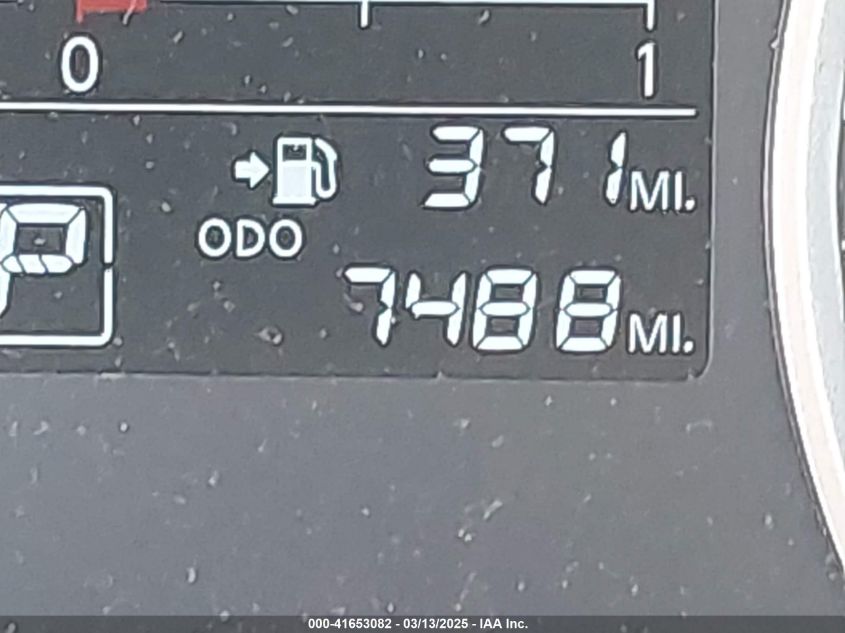 0 1
371 MI.
ODO
7488 MI.
P
000-41653082 - 03/13/2025 - IAA Inc.